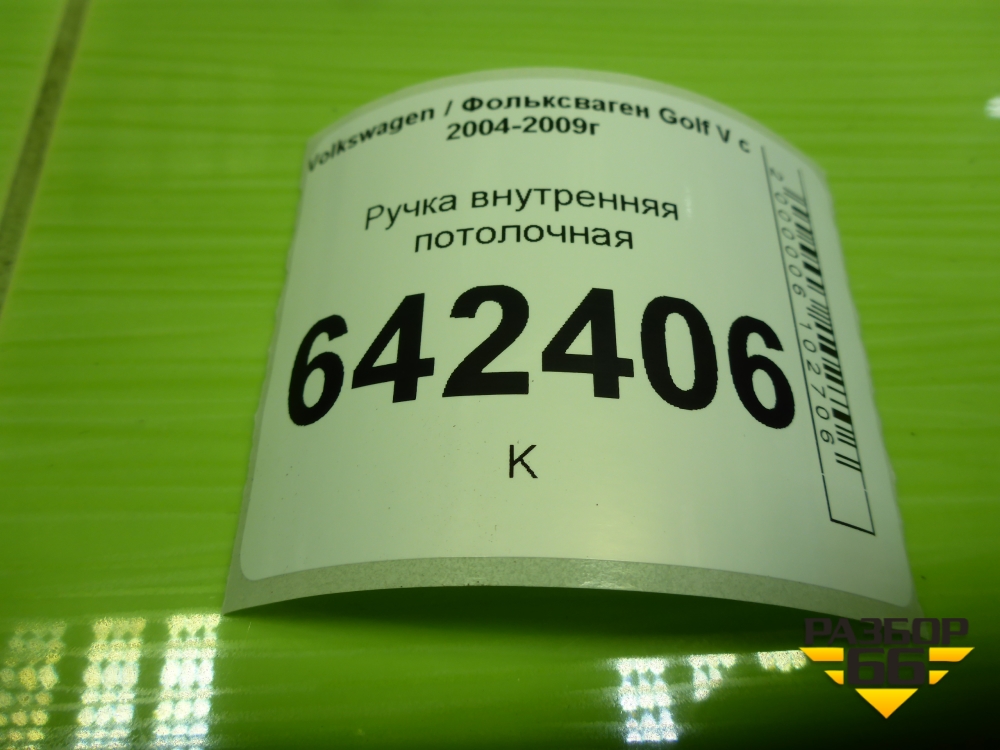 Volkswagen / Фольксваген Golf V с
2004-2009г
Ручка внутренняя
потолочная
642406
К
2000006102706
РАЗБОР
66